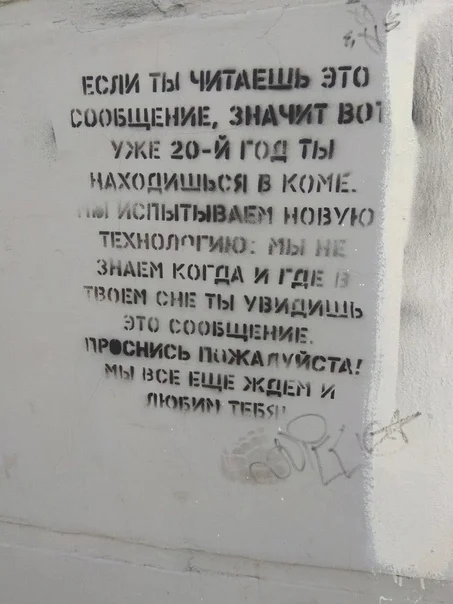 ЕСЛИ ТЫ ЧИТАЕШЬ ЭТО
СООБЩЕНИЕ, ЗНАЧИТ ВОТ
УЖЕ 20-Й ГОД ТЫ
НАХОДИШЬСЯ В КОМЕ.
МЫ ИСПЫТЫВАЕМ НОВУЮ
ТЕХНОЛОГИЮ: МЫ НЕ
ЗНАЕМ КОГДА И ГДЕ В
ТВОЕМ СНЕ ТЫ УВИДИШЬ
ЭТО СООБЩЕНИЕ.
ПРОСНИСЬ ПОЖАЛУЙСТА!
МЫ ВСЕ ЕЩЕ ЖДЕМ И
ЛЮБИМ ТЕБЯ!